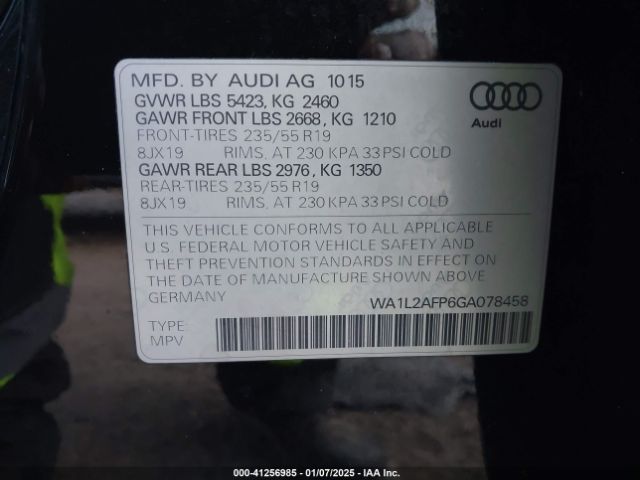 MFD. BY AUDI AG 1015
GVWR LBS 5423, KG 2460
GAWR FRONT LBS 2668, KG 1210
FRONT-TIRES 235/55 R19
8JX19 RIMS, AT 230 KPA 33 PSI COLD
GAWR REAR LBS 2976, KG 1350
REAR-TIRES 235/55 R19
8JX19 RIMS, AT 230 KPA 33 PSI COLD
Audi
THIS VEHICLE CONFORMS TO ALL APPLICABLE
U.S. FEDERAL MOTOR VEHICLE SAFETY AND
THEFT PREVENTION STANDARDS IN EFFECT ON
THE DATE OF MANUFACTURE SHOWN ABOVE
GERMANY WA1L2AFP6GA078458
TYPE:
MPV
000-41256985 - 01/07/2025 - IAA Inc.